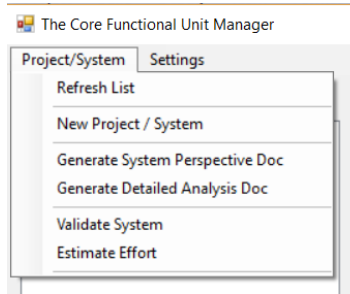 The Core Functional Unit Manager
Project/System Settings
Refresh List
New Project / System
Generate System Perspective Doc
Generate Detailed Analysis Doc
Validate System
Estimate Effort